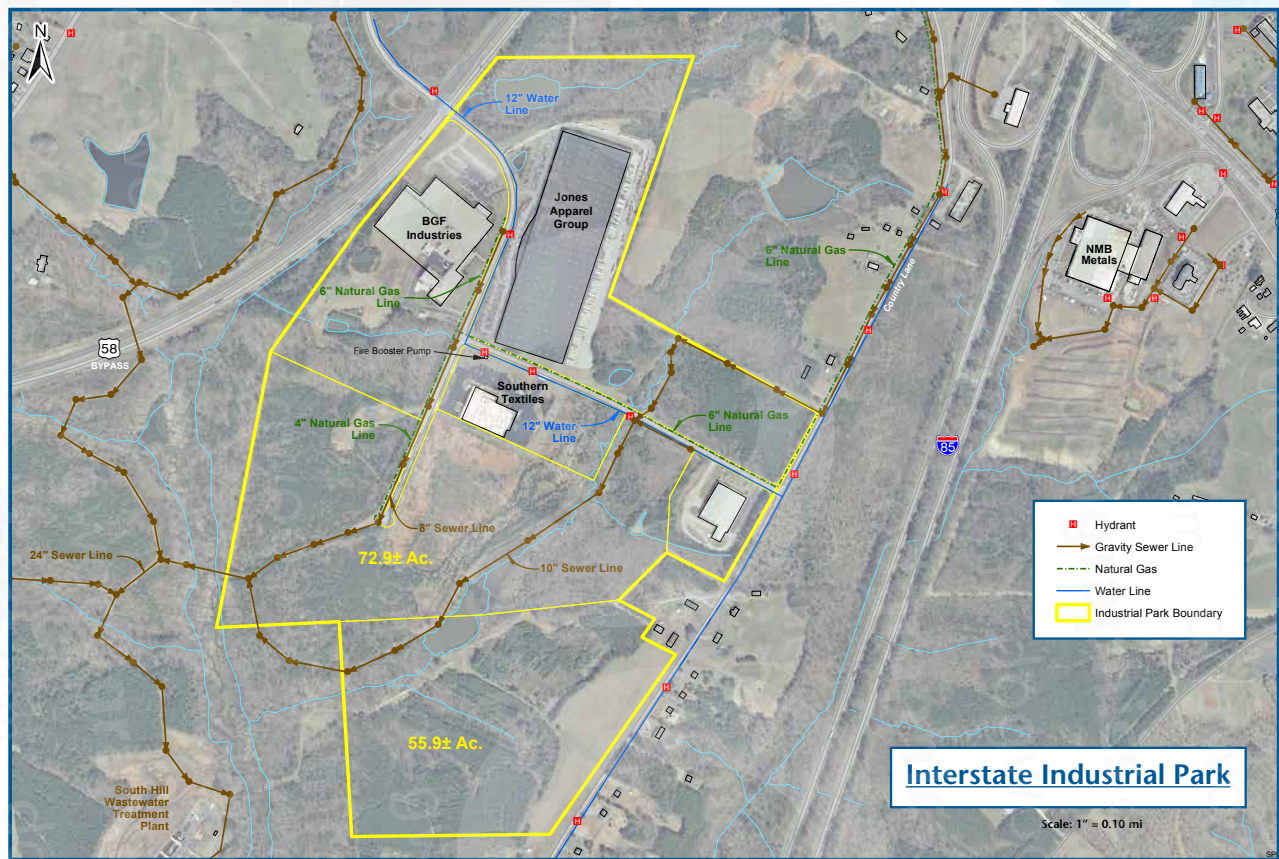 N
12" Water
Line
Jones
Apparel
Group
BGF
Industries
6" Natural Gas
Line
NMB
Metals
6" Natural Gas
Line
Country Lane
58
BYPASS
Fire Booster Pump
Southern
Textiles
4" Natural Gas
Line
12" Water
Line
6" Natural Gas
Line
85
8" Sewer Line
24" Sewer Line
72.9± Ac.
10" Sewer Line
H Hydrant
Gravity Sewer Line
Natural Gas
Water Line
Industrial Park Boundary
55.9± Ac.
Interstate Industrial Park
South Hill
Wastewater
Treatment
Plant
Scale: 1" = 0.10 mi